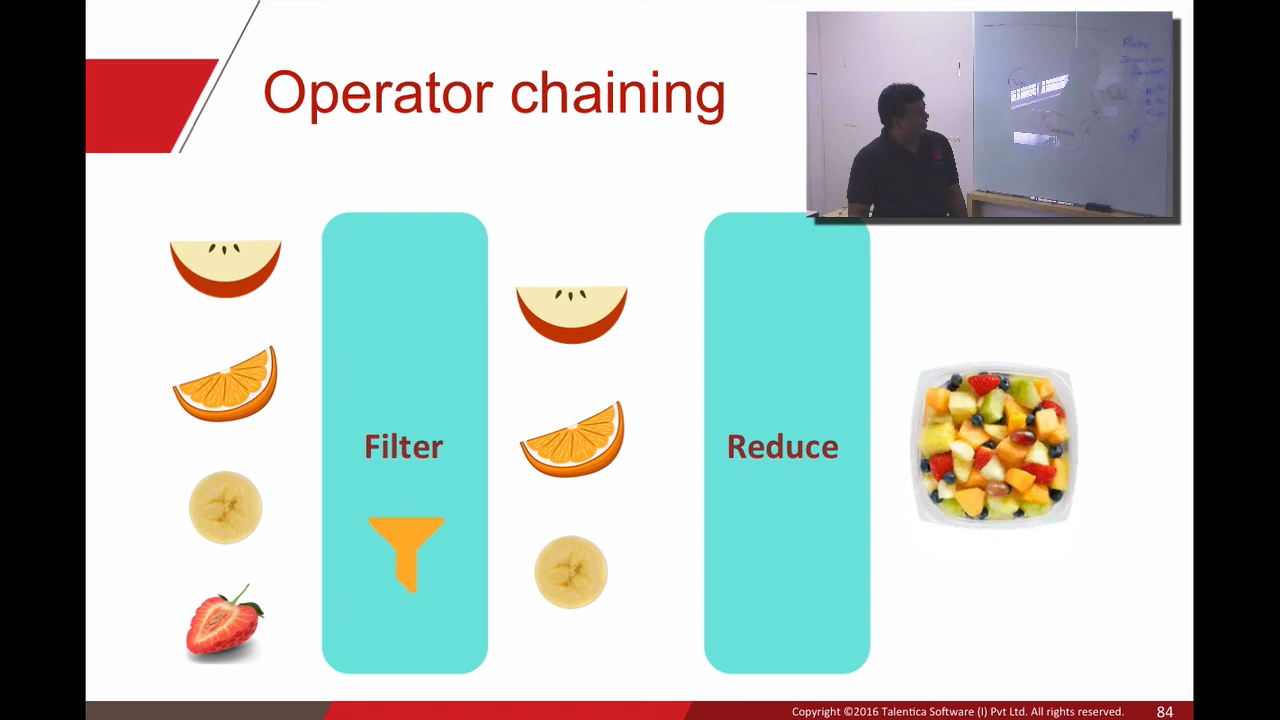 Operator chaining
Filter
Reduce
Copyright ©2016 Talentica Software (I) Pvt Ltd. All rights reserved.
84